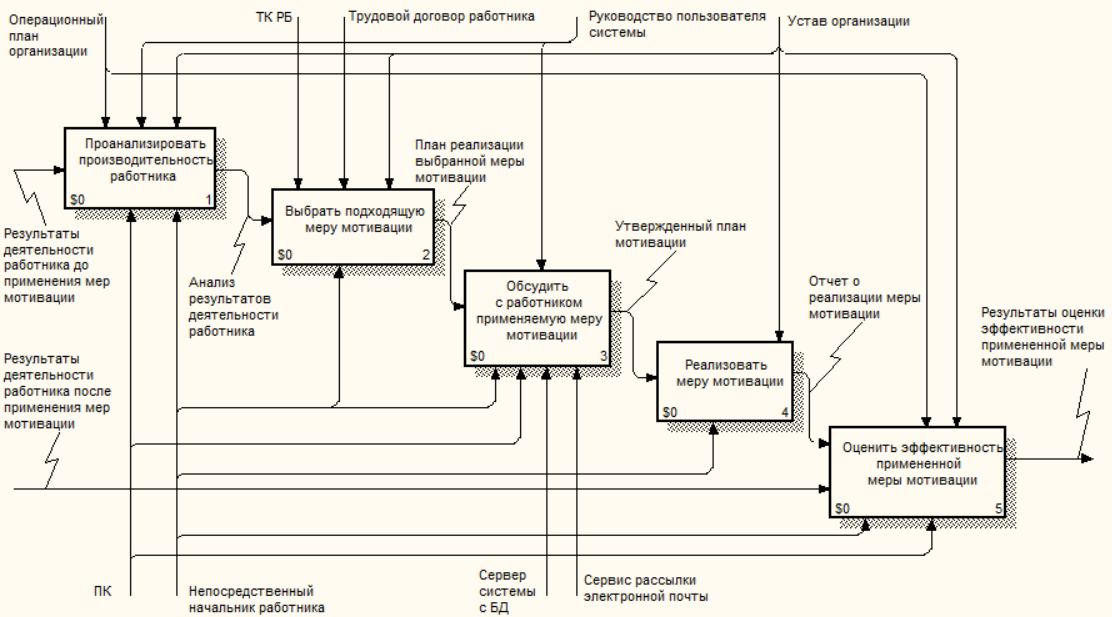 Операционный
план
организации
ТК РБ
Трудовой договор работника
Руководство пользователя
системы
Устав организации
Проанализировать
производительность
работника
$0
1
План реализации
выбранной меры
мотивации
Выбрать подходящую
меру мотивации
$0
2
Результаты
деятельности
работника до
применения мер
мотивации
Анализ
результатов
деятельности
работника
Утвержденный план
мотивации
Обсудить
с работником
применяемую меру
мотивации
$0
3
Отчет о
реализации меры
мотивации
Результаты оценки
эффективности
примененной меры
мотивации
Результаты
деятельности
работника после
применения мер
мотивации
Реализовать
меру мотивации
$0
4
Оценить эффективность
примененной
меры мотивации
$0
5
ПК
Непосредственный
начальник работника
Сервер
системы
с БД
Сервис рассылки
электронной почты